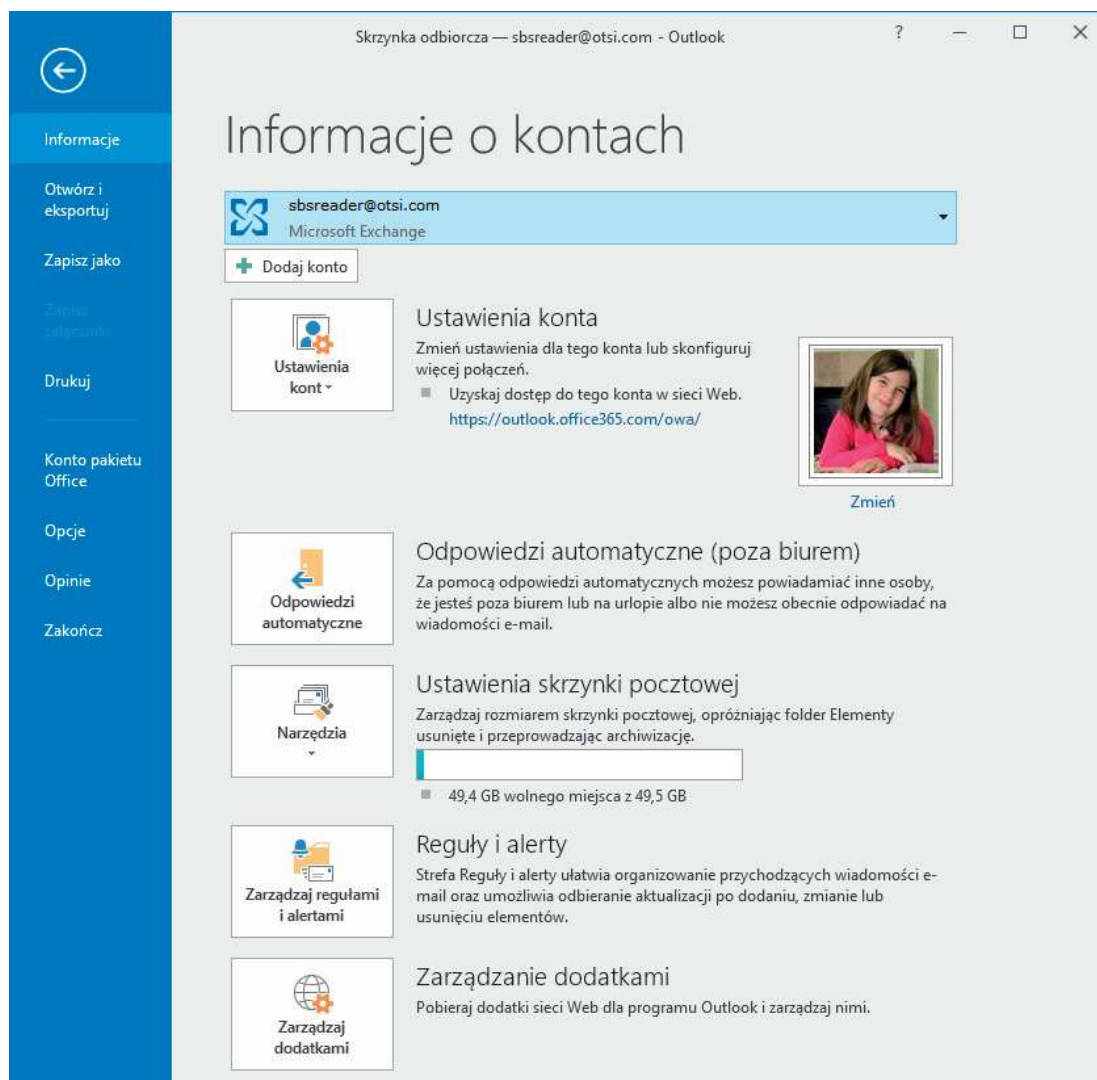 Skrzynka odbiorcza — sbsreader@otsi.com - Outlook
?
Informacje
Otwórz i
eksportuj
Zapisz jako
Zapisz
załączniki
Drukuj
Konto pakietu
Office
Opcje
Opinie
Zakończ
Informacje o kontach
sbsreader@otsi.com
Microsoft Exchange
Dodaj konto
Ustawienia
kont
Ustawienia konta
Zmień ustawienia dla tego konta lub skonfiguruj
więcej połączeń.
Uzyskaj dostęp do tego konta w sieci Web.
https://outlook.office365.com/owa/
Zmień
Odpowiedzi
automatyczne
Odpowiedzi automatyczne (poza biurem)
Za pomocą odpowiedzi automatycznych możesz powiadamiać inne osoby,
że jesteś poza biurem lub na urlopie albo nie możesz obecnie odpowiadać na
wiadomości e-mail.
Narzędzia
Ustawienia skrzynki pocztowej
Zarządzaj rozmiarem skrzynki pocztowej, opróżniając folder Elementy
usunięte i przeprowadzając archiwizację.
49,4 GB wolnego miejsca z 49,5 GB
Zarządzaj regułami
i alertami
Reguły i alerty
Strefa Reguły i alerty ułatwia organizowanie przychodzących wiadomości e-
mail oraz umożliwia odbieranie aktualizacji po dodaniu, zmianie lub
usunięciu elementów.
Zarządzaj
dodatkami
Zarządzanie dodatkami
Pobieraj dodatki sieci Web dla programu Outlook i zarządzaj nimi.